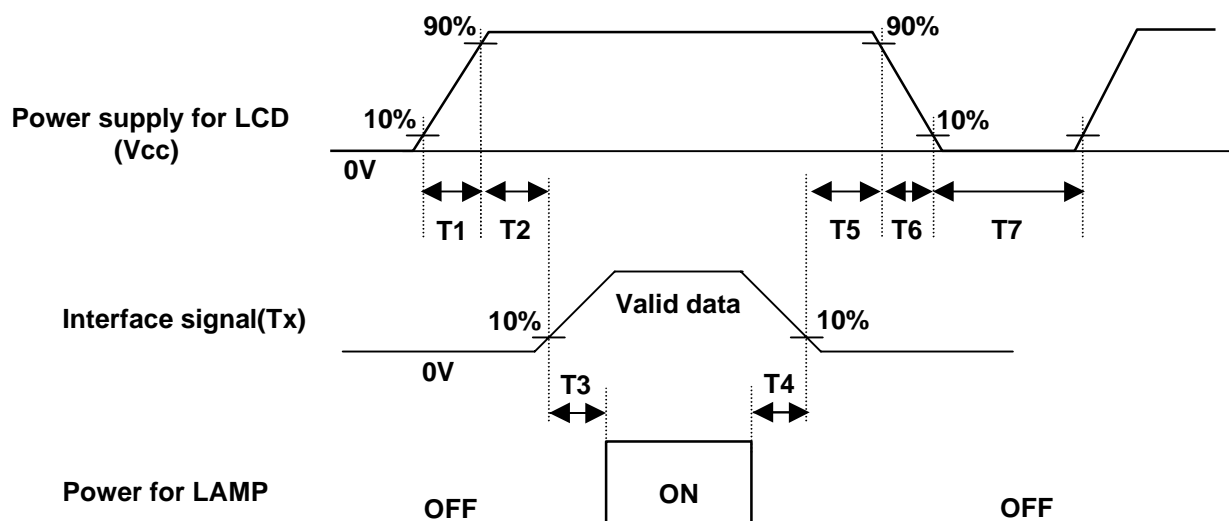 90% 90%
Power supply for LCD
(Vcc)
10% 10%
0V
T1 T2 T5 T6 T7
Interface signal(Tx)
Valid data
10% 10%
0V
T3 T4
Power for LAMP
OFF ON OFF